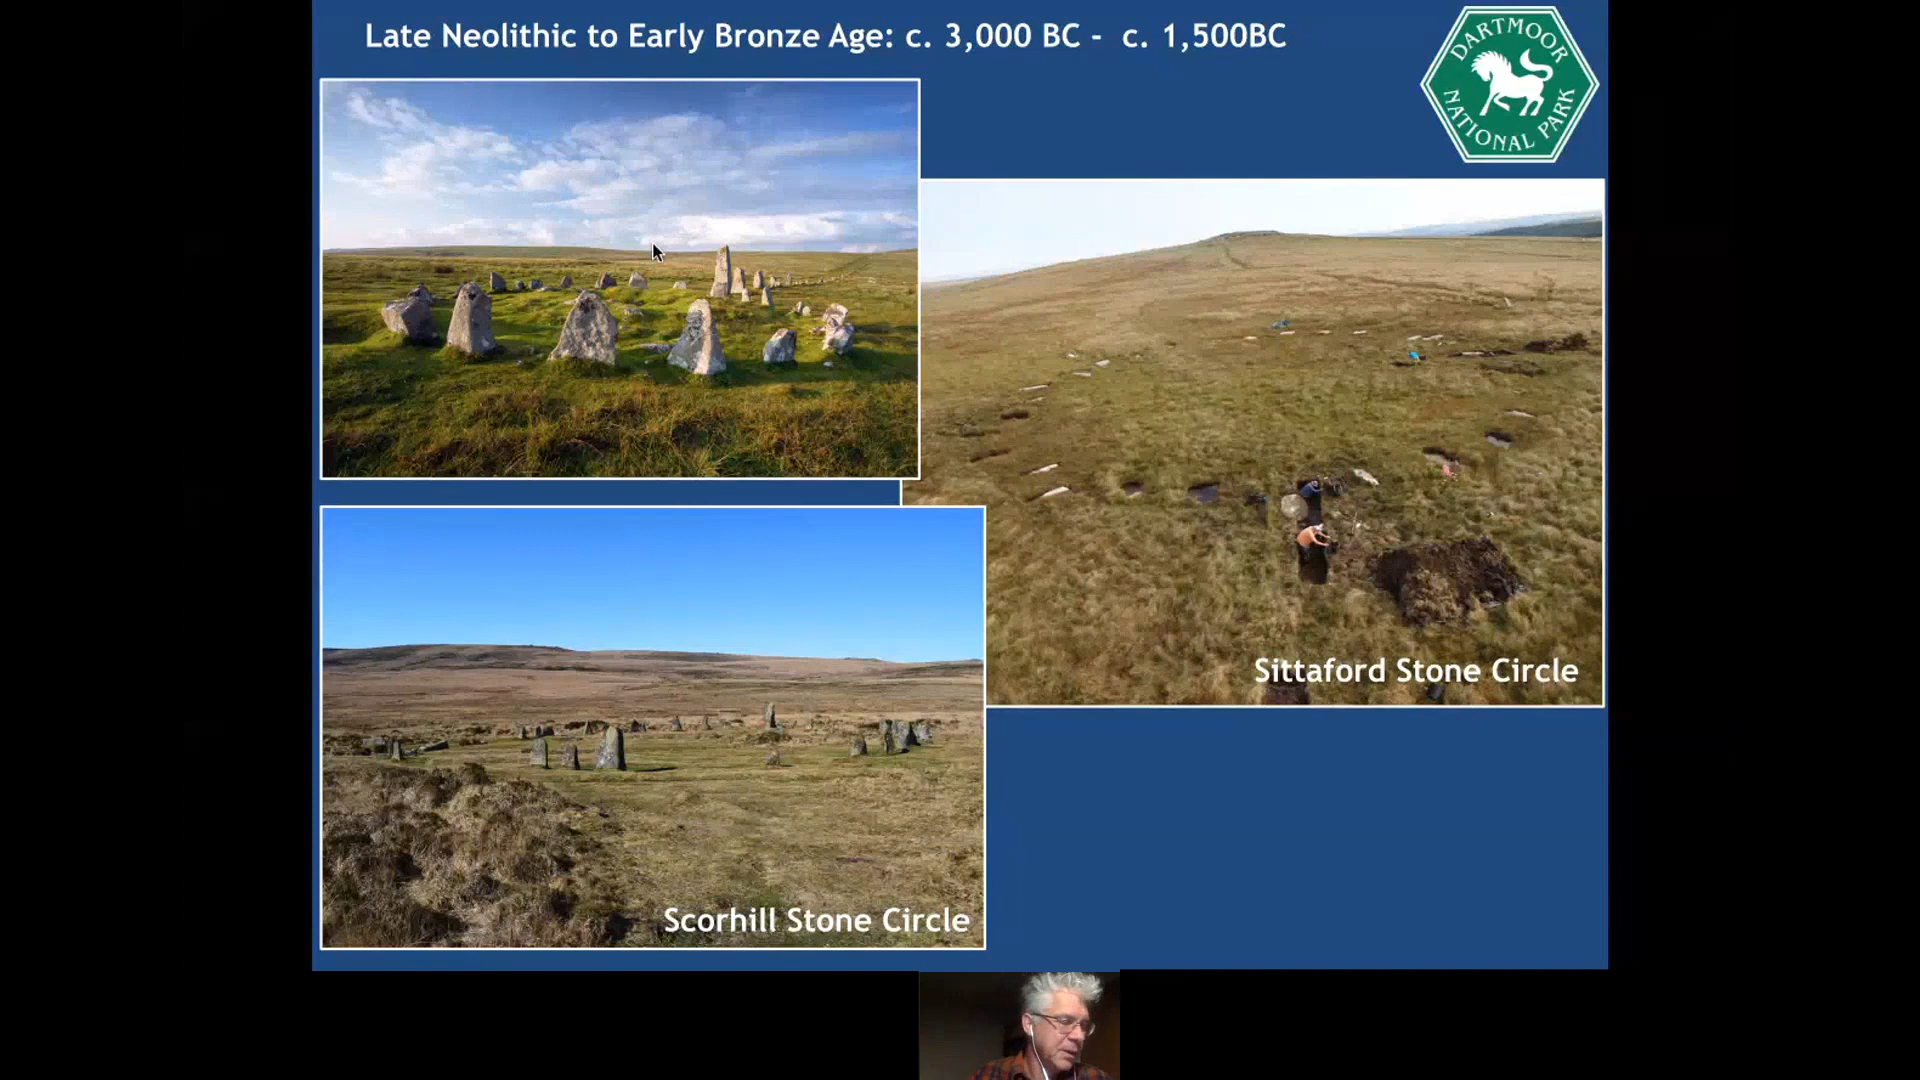 Late Neolithic to Early Bronze Age: c. 3,000 BC - c. 1,500BC
DARTMOOR
NATIONAL PARK
Sittaford Stone Circle
Scorhill Stone Circle